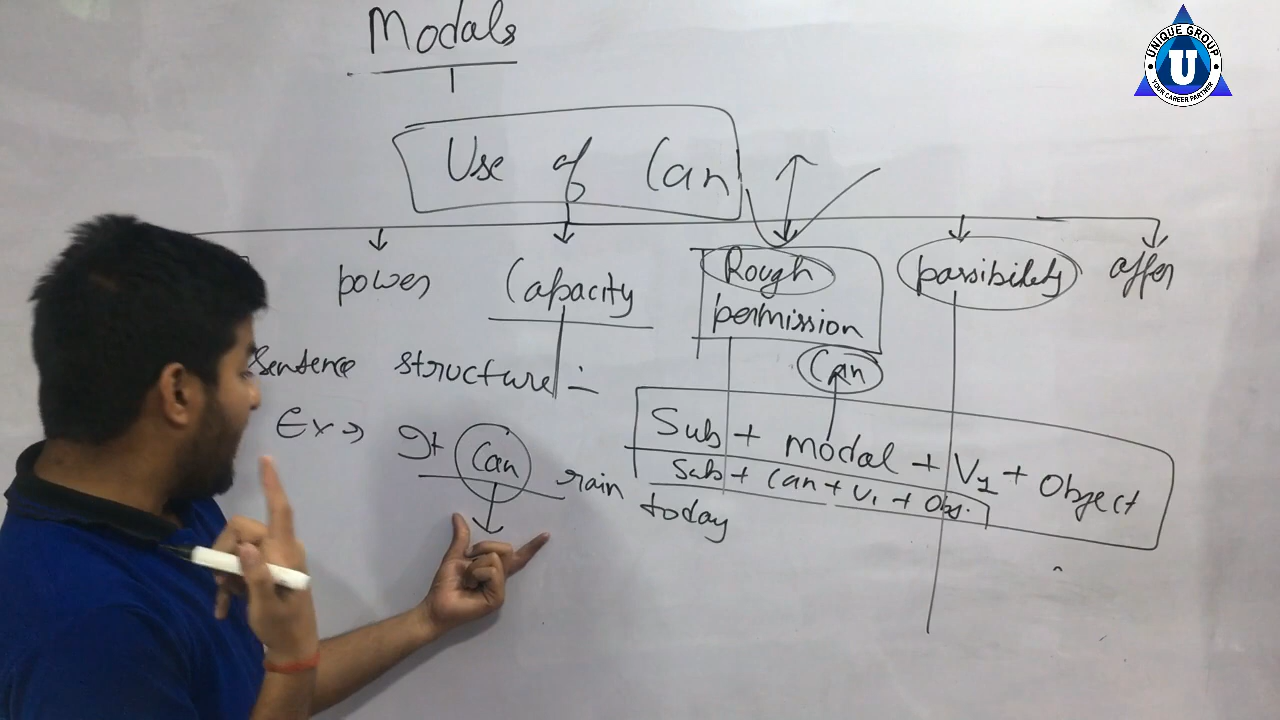 Modals
UNIQUE GROUP
U
YOUR CAREER PARTNER
Use of Can
power
Capacity
Rough
permission
Can
possibility
offer
Sentence structure :-
Ex → It Can rain today
Sub + modal + V1 + Object
Sub + Can + V1 + Obj.